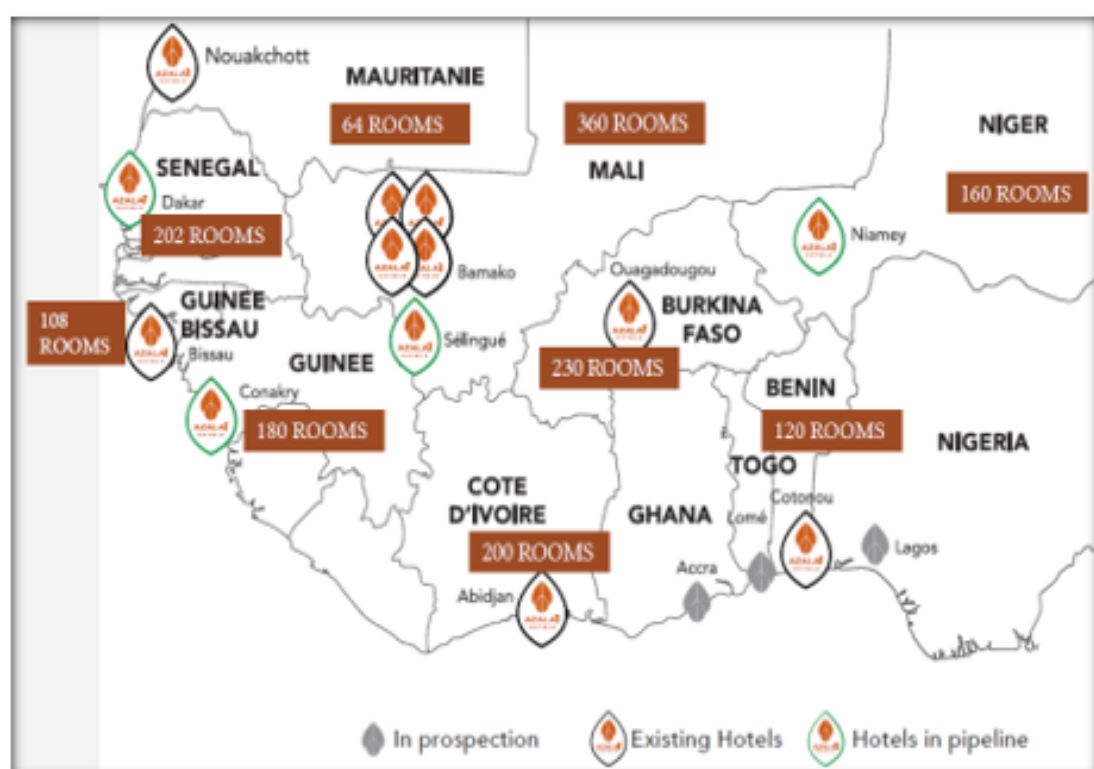 Nouakchott
MAURITANIE
64 ROOMS
360 ROOMS
MALI
NIGER
160 ROOMS
SENEGAL
Dakar
202 ROOMS
Bamako
Niamey
Ouagadougou
BURKINA
FASO
230 ROOMS
108
ROOMS
GUINEE
BISSAU
Bissau
Sélingué
GUINEE
Conakry
180 ROOMS
BENIN
120 ROOMS
NIGERIA
TOGO
Cotonou
COTE
D'IVOIRE
200 ROOMS
GHANA
Lomé
Accra
Lagos
Abidjan
In prospection
Existing Hotels
Hotels in pipeline